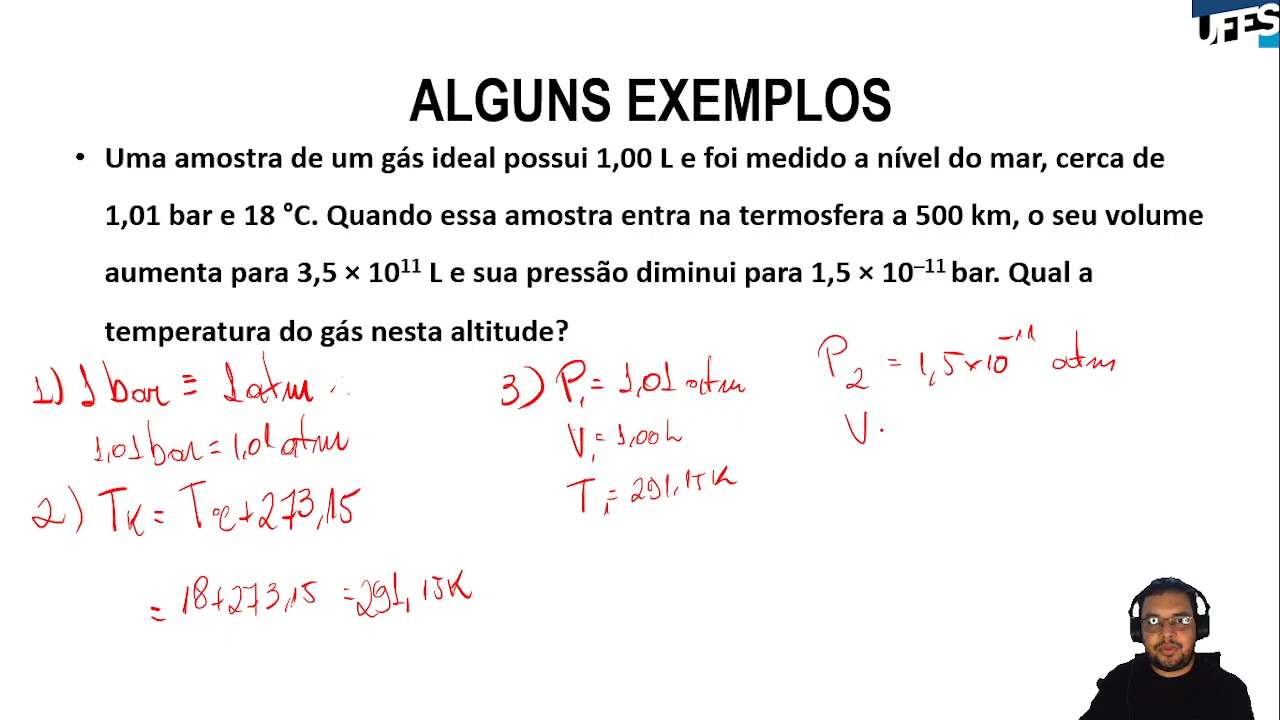 UFES
ALGUNS EXEMPLOS
• Uma amostra de um gás ideal possui 1,00 L e foi medido a nível do mar, cerca de
1,01 bar e 18 °C. Quando essa amostra entra na termosfera a 500 km, o seu volume
aumenta para 3,5 × 10¹¹ L e sua pressão diminui para 1,5 × 10⁻¹¹ bar. Qual a
temperatura do gás nesta altitude?
1) 1 bar ≡ 1 atm ∴
1,01 bar = 1,01 atm
2) TK = T°C + 273,15
= 18 + 273,15 = 291,15 K
3) P₁ = 1,01 atm
V₁ = 1,00 L
T₁ = 291,15 K
P₂ = 1,5 × 10⁻¹¹ atm
V